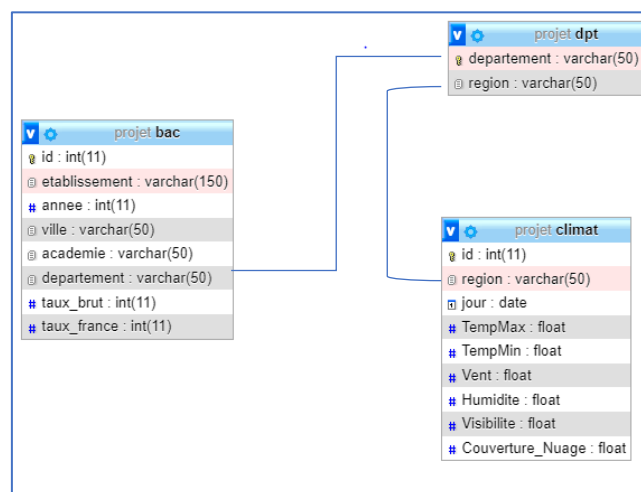 projet dpt
departement : varchar(50)
region : varchar(50)
projet bac
id : int(11)
etablissement : varchar(150)
# annee : int(11)
ville : varchar(50)
academie : varchar(50)
departement : varchar(50)
# taux_brut : int(11)
# taux_france : int(11)
projet climat
id : int(11)
region : varchar(50)
jour : date
# TempMax : float
# TempMin : float
# Vent : float
# Humidite : float
# Visibilite : float
# Couverture_Nuage : float